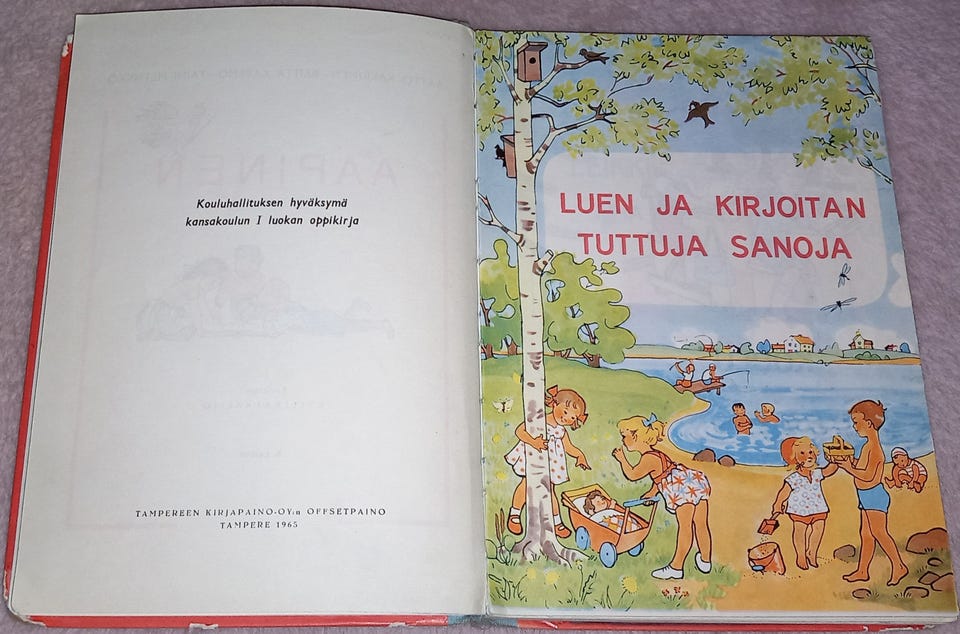 Kouluhallituksen hyväksymä
kansakoulun I luokan oppikirja
TAMPEREEN KIRJAPAINO-OY:n OFFSETPAINO
TAMPERE 1965
LUEN JA KIRJOITAN
TUTTUJA SANOJA